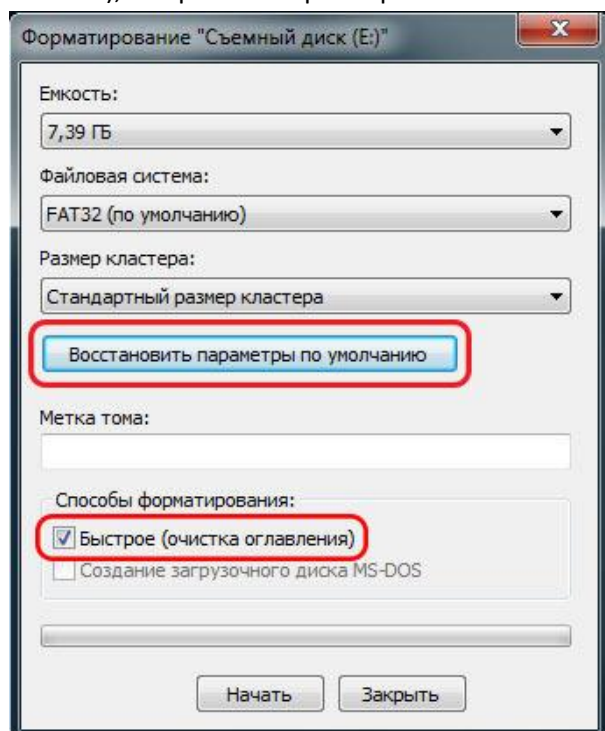 Форматирование "Съемный диск (E:)"
Емкость:
7,39 ГБ
Файловая система:
FAT32 (по умолчанию)
Размер кластера:
Стандартный размер кластера
Восстановить параметры по умолчанию
Метка тома:
Способы форматирования:
Быстрое (очистка оглавления)
Создание загрузочного диска MS-DOS
Начать
Закрыть